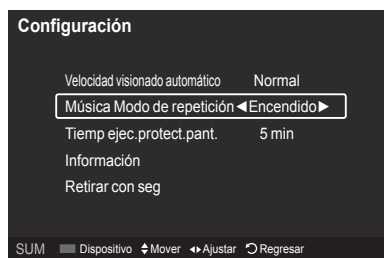 Configuración
Velocidad visionado automático Normal
Música Modo de repetición ◄Encendido►
Tiemp ejec.protect.pant. 5 min
Información
Retirar con seg
SUM Dispositivo Mover Ajustar Regresar